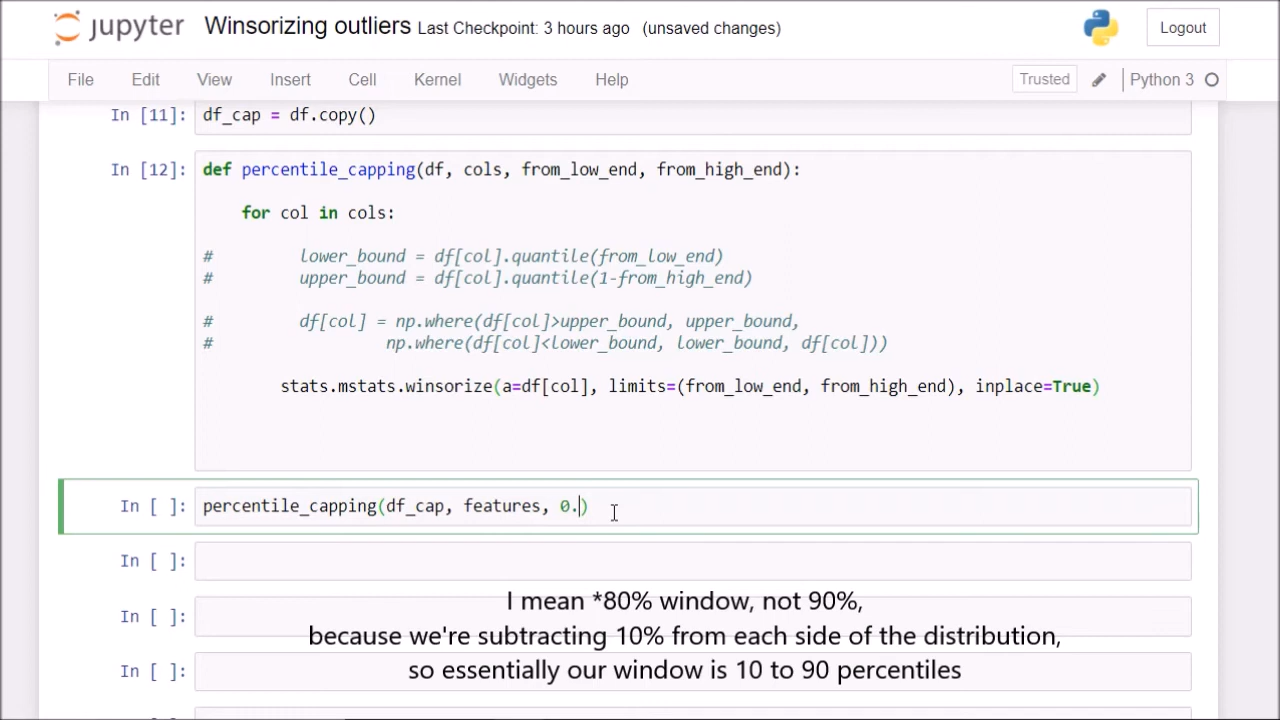 jupyter Winsorizing outliers Last Checkpoint: 3 hours ago (unsaved changes) Logout
File Edit View Insert Cell Kernel Widgets Help Trusted Python 3
In [11]: df_cap = df.copy()
In [12]: def percentile_capping(df, cols, from_low_end, from_high_end):
for col in cols:
# lower_bound = df[col].quantile(from_low_end)
# upper_bound = df[col].quantile(1-from_high_end)
# df[col] = np.where(df[col]>upper_bound, upper_bound,
# np.where(df[col]<lower_bound, lower_bound, df[col]))
stats.mstats.winsorize(a=df[col], limits=(from_low_end, from_high_end), inplace=True)
In [ ]: percentile_capping(df_cap, features, 0.)
In [ ]:
In [ ]:
I mean *80% window, not 90%,
because we're subtracting 10% from each side of the distribution,
In [ ]:
so essentially our window is 10 to 90 percentiles